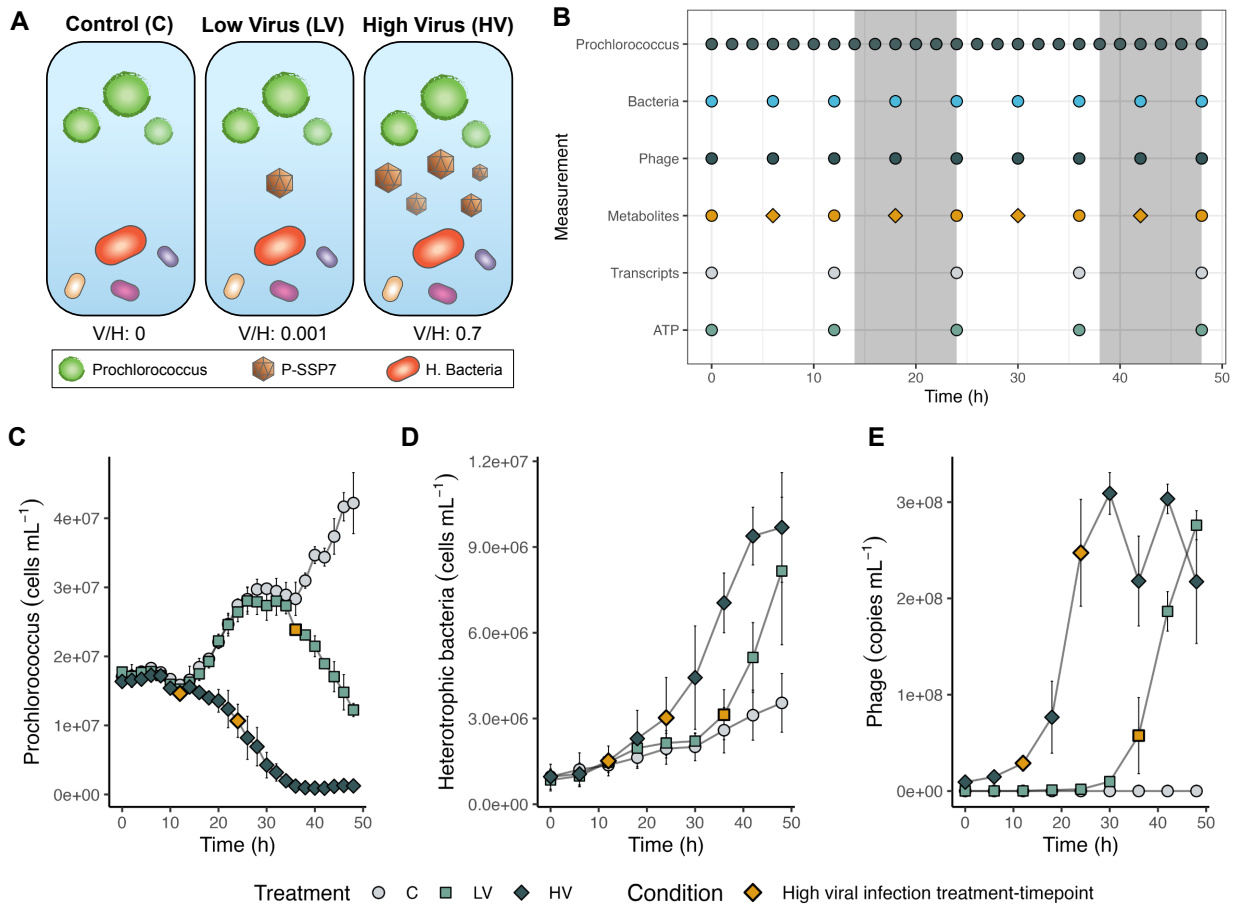 A
Control (C)
Low Virus (LV)
High Virus (HV)
V/H: 0
V/H: 0.001
V/H: 0.7
Prochlorococcus
P-SSP7
H. Bacteria
B
Measurement
Prochlorococcus
Bacteria
Phage
Metabolites
Transcripts
ATP
0 10 20 30 40 50
Time (h)
C
Prochlorococcus (cells mL⁻¹)
4e+07
3e+07
2e+07
1e+07
0e+00
0 10 20 30 40 50
Time (h)
D
Heterotrophic bacteria (cells mL⁻¹)
1.2e+07
9.0e+06
6.0e+06
3.0e+06
0.0e+00
0 10 20 30 40 50
Time (h)
E
Phage (copies mL⁻¹)
3e+08
2e+08
1e+08
0e+00
0 10 20 30 40 50
Time (h)
Treatment C LV HV Condition High viral infection treatment-timepoint